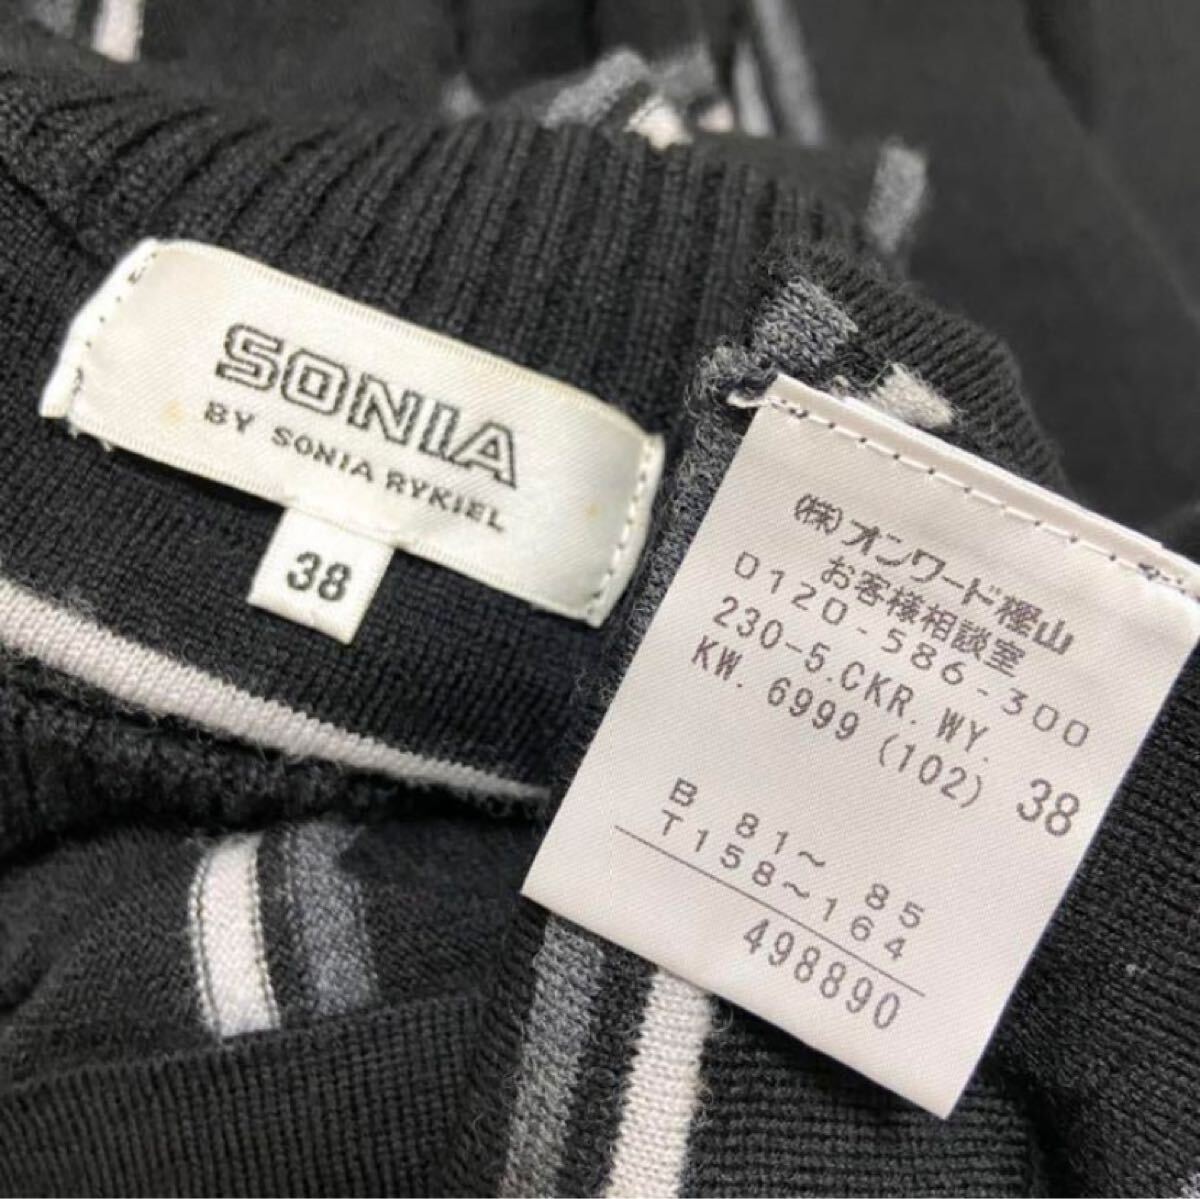 SONIA
BY SONIA RYKIEL
38
(株)オンワード樫山
お客様相談室
0120-586-300
230-5.CKR.WY.
KW. 6999 (102) 38
B 81~ 85
T158~164
498890